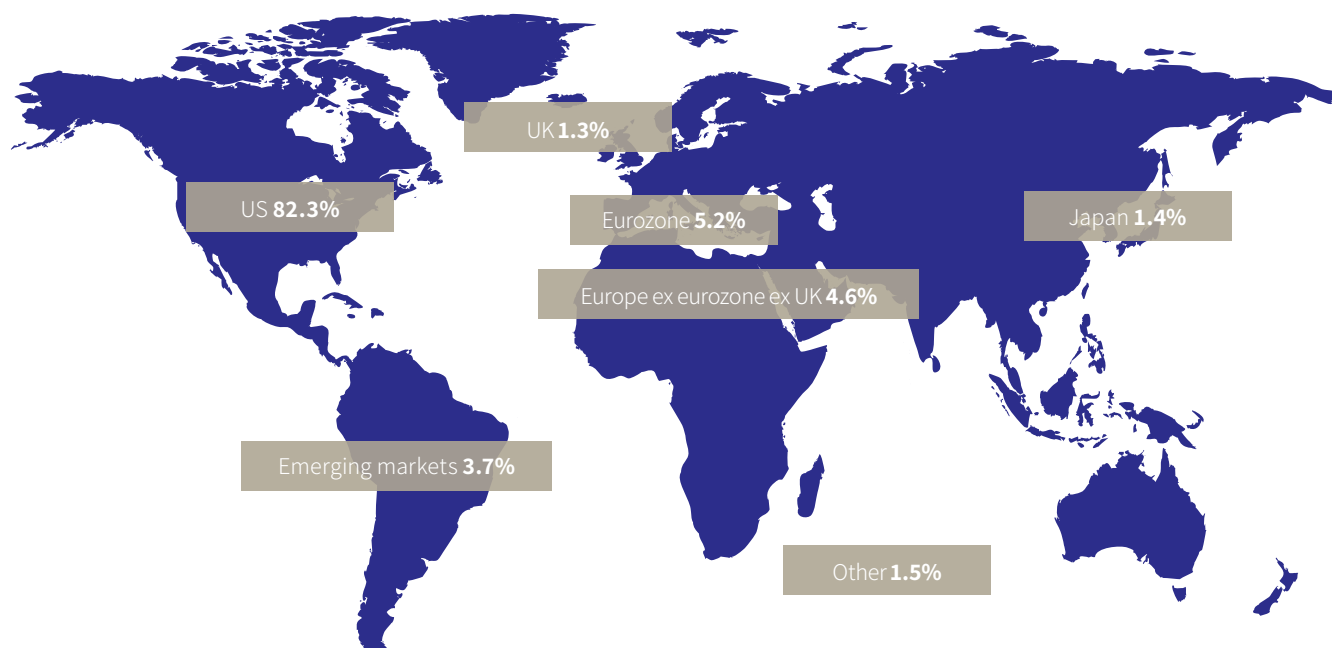 UK 1.3%
US 82.3%
Eurozone 5.2%
Japan 1.4%
Europe ex eurozone ex UK 4.6%
Emerging markets 3.7%
Other 1.5%